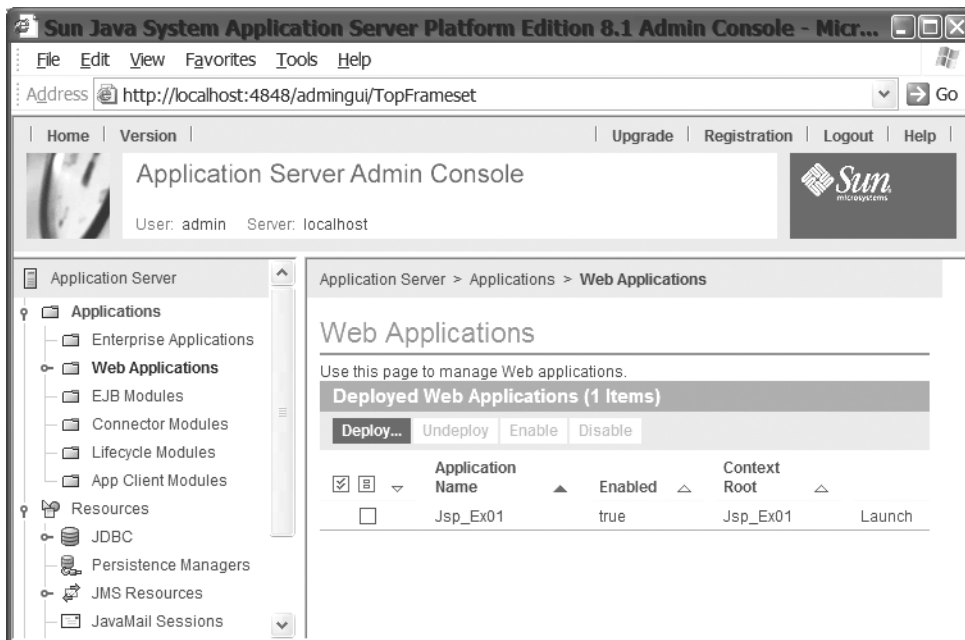 Sun Java System Application Server Platform Edition 8.1 Admin Console - Micr...
File Edit View Favorites Tools Help
Address http://localhost:4848/admingui/TopFrameset Go
Home Version Upgrade Registration Logout Help
Application Server Admin Console
User: admin Server: localhost
Sun
microsystems
Application Server
Applications
Enterprise Applications
Web Applications
EJB Modules
Connector Modules
Lifecycle Modules
App Client Modules
Resources
JDBC
Persistence Managers
JMS Resources
JavaMail Sessions
Application Server > Applications > Web Applications
Web Applications
Use this page to manage Web applications.
Deployed Web Applications (1 Items)
Deploy... Undeploy Enable Disable
Application Name Enabled Context Root
Jsp_Ex01 true Jsp_Ex01 Launch